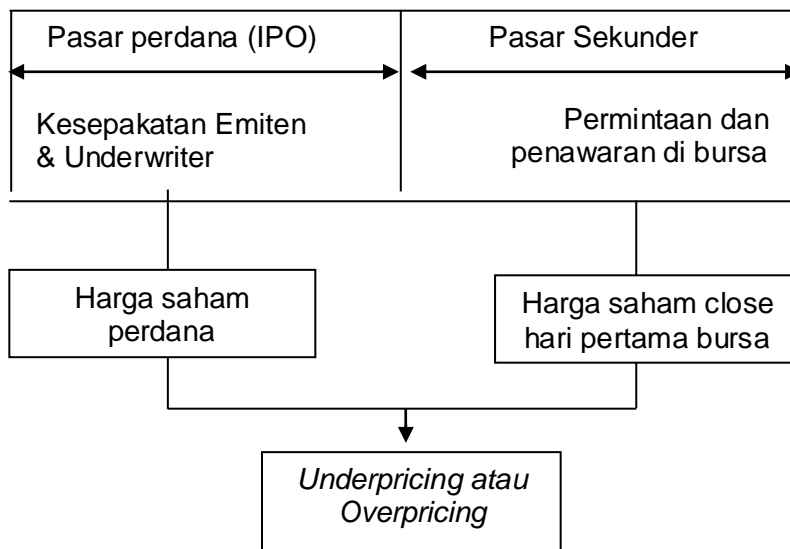 Pasar perdana (IPO)
Pasar Sekunder
Kesepakatan Emiten
& Underwriter
Permintaan dan
penawaran di bursa
Harga saham
perdana
Harga saham close
hari pertama bursa
Underpricing atau
Overpricing